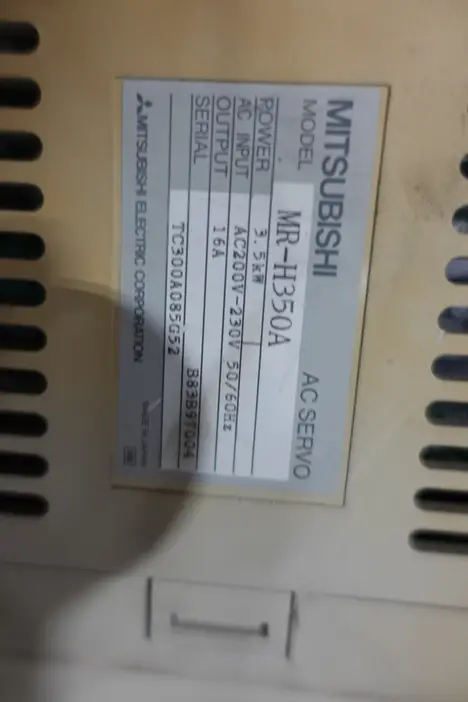 MITSUBISHI AC SERVO
MODEL MR-H350A
POWER 3.5kW
AC INPUT AC200V-230V 50/60Hz
OUTPUT 16A
SERIAL
TC300A085G52
MITSUBISHI ELECTRIC CORPORATION
MADE IN JAPAN